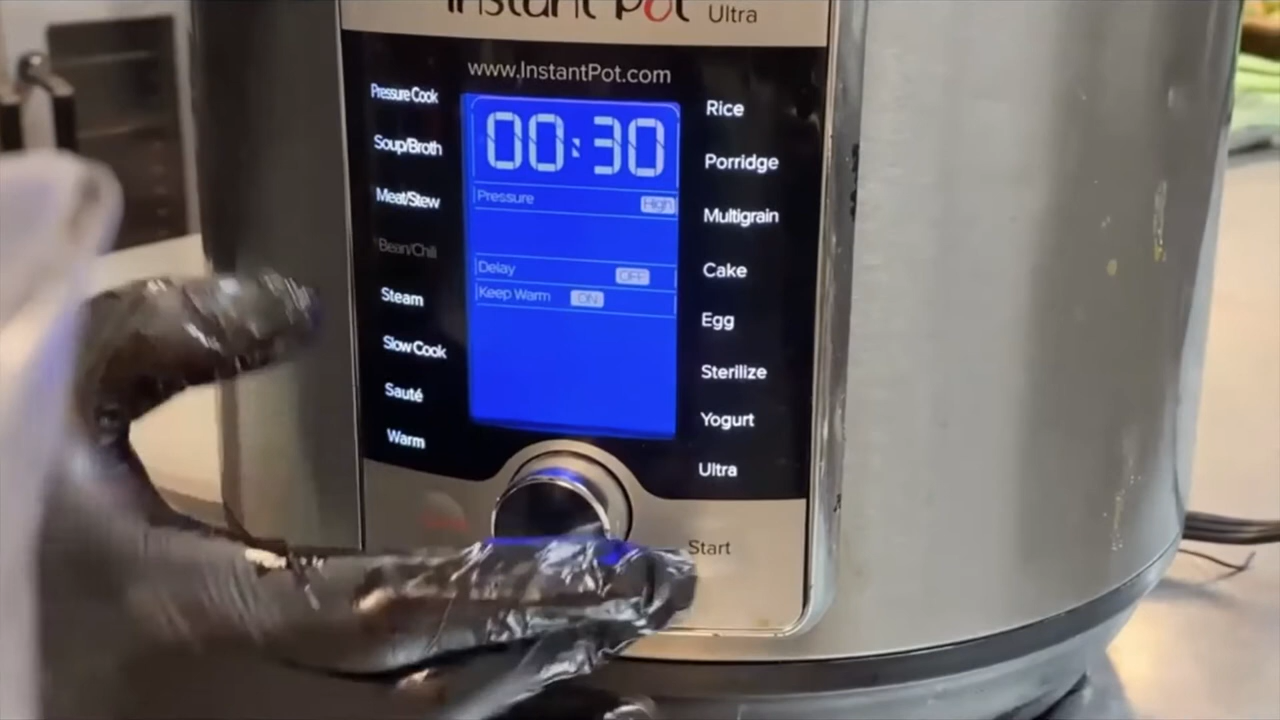 Instant Pot Ultra
www.InstantPot.com
Pressure Cook
Soup/Broth
Meat/Stew
Bean/Chili
Steam
Slow Cook
Sauté
Warm
00:30
Pressure High
Delay OFF
Keep Warm ON
Rice
Porridge
Multigrain
Cake
Egg
Sterilize
Yogurt
Ultra
Start